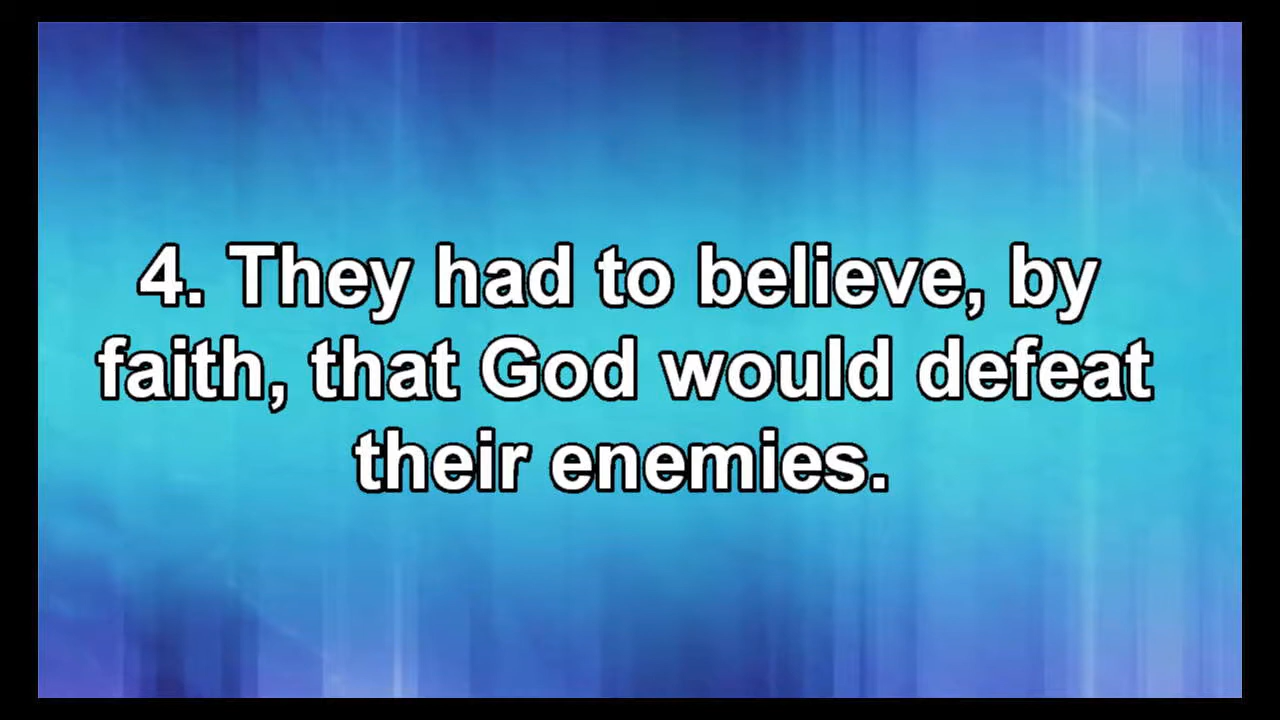 4. They had to believe, by
faith, that God would defeat
their enemies.